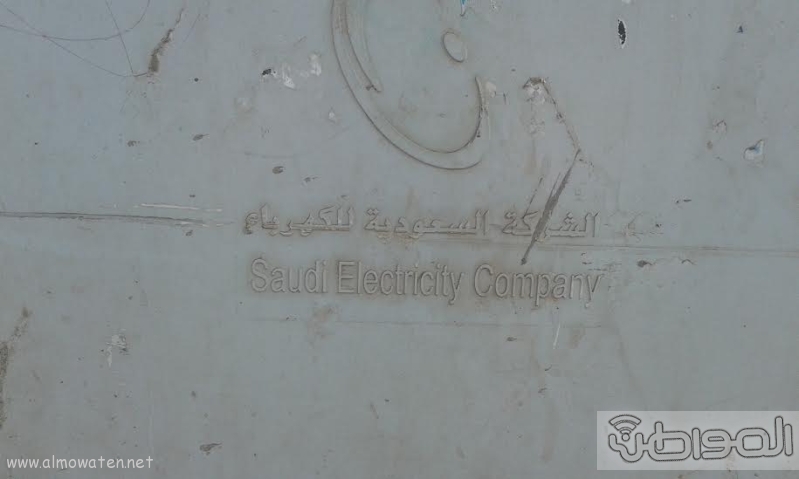 الشركة السعودية للكهرباء
Saudi Electricity Company
المواطن
www.almowaten.net